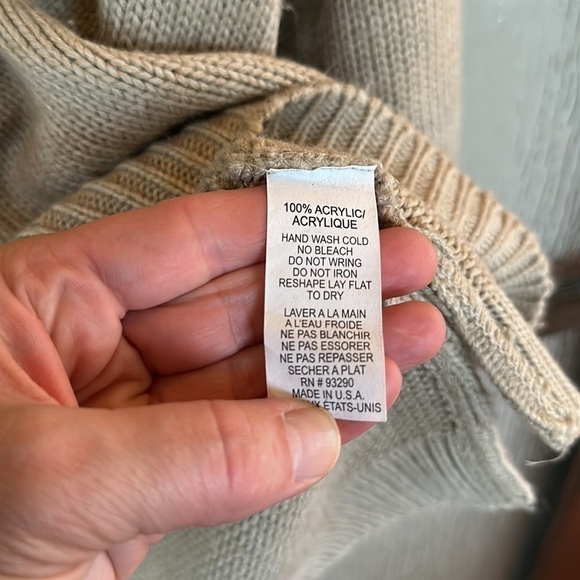 100% ACRYLIC/
ACRYLIQUE
HAND WASH COLD
NO BLEACH
DO NOT WRING
DO NOT IRON
RESHAPE LAY FLAT
TO DRY
LAVER A LA MAIN
A L'EAU FROIDE
NE PAS BLANCHIR
NE PAS ESSORER
NE PAS REPASSER
SECHER A PLAT
RN # 93290
MADE IN U.S.A.
ÉTATS-UNIS